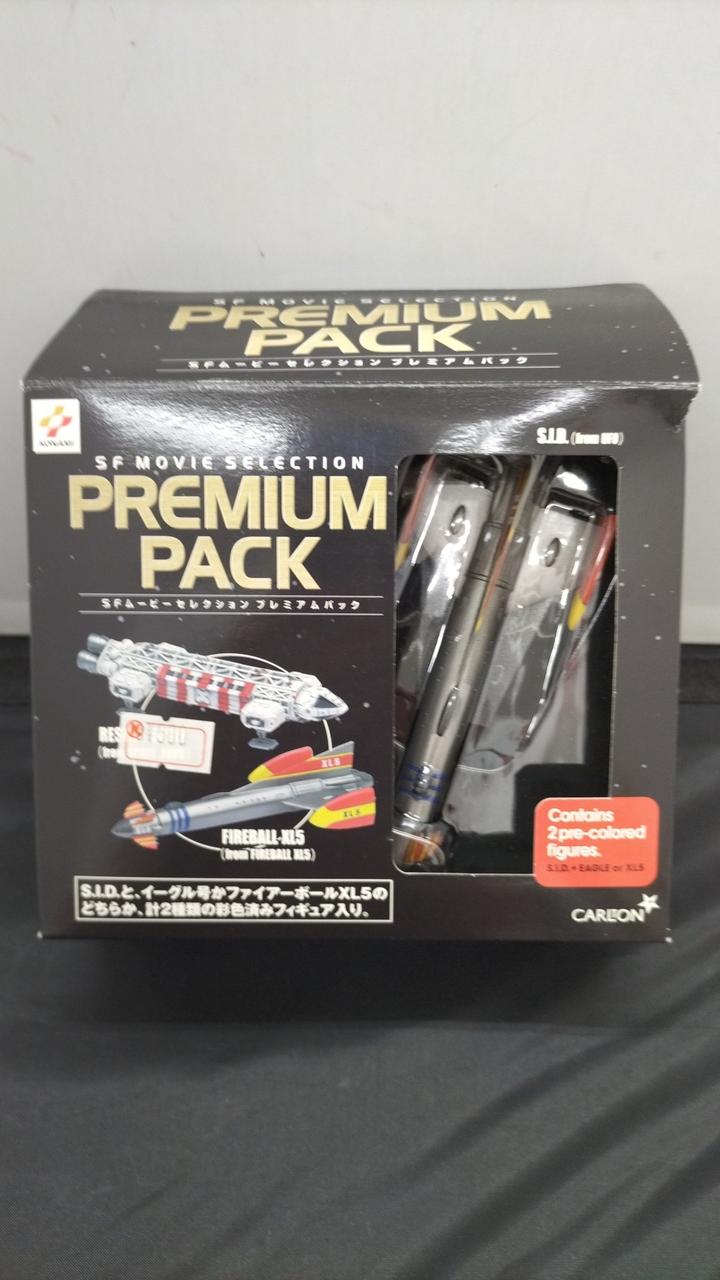 SF MOVIE SELECTION
PREMIUM
PACK
SFムービーセレクション プレミアムパック
KONAMI
S.I.D. (from UFO)
SF MOVIE SELECTION
PREMIUM
PACK
SFムービーセレクション プレミアムパック
RES
¥500
(fro
XL5
XL5
FIREBALL-XL5
(from FIREBALL XL5)
Contains
2 pre-colored
figures.
S.I.D.+EAGLE or XL5
S.I.D.と、イーグル号かファイアーボールXL5の
どちらか、計2種類の彩色済みフィギュア入り。
CARLTON